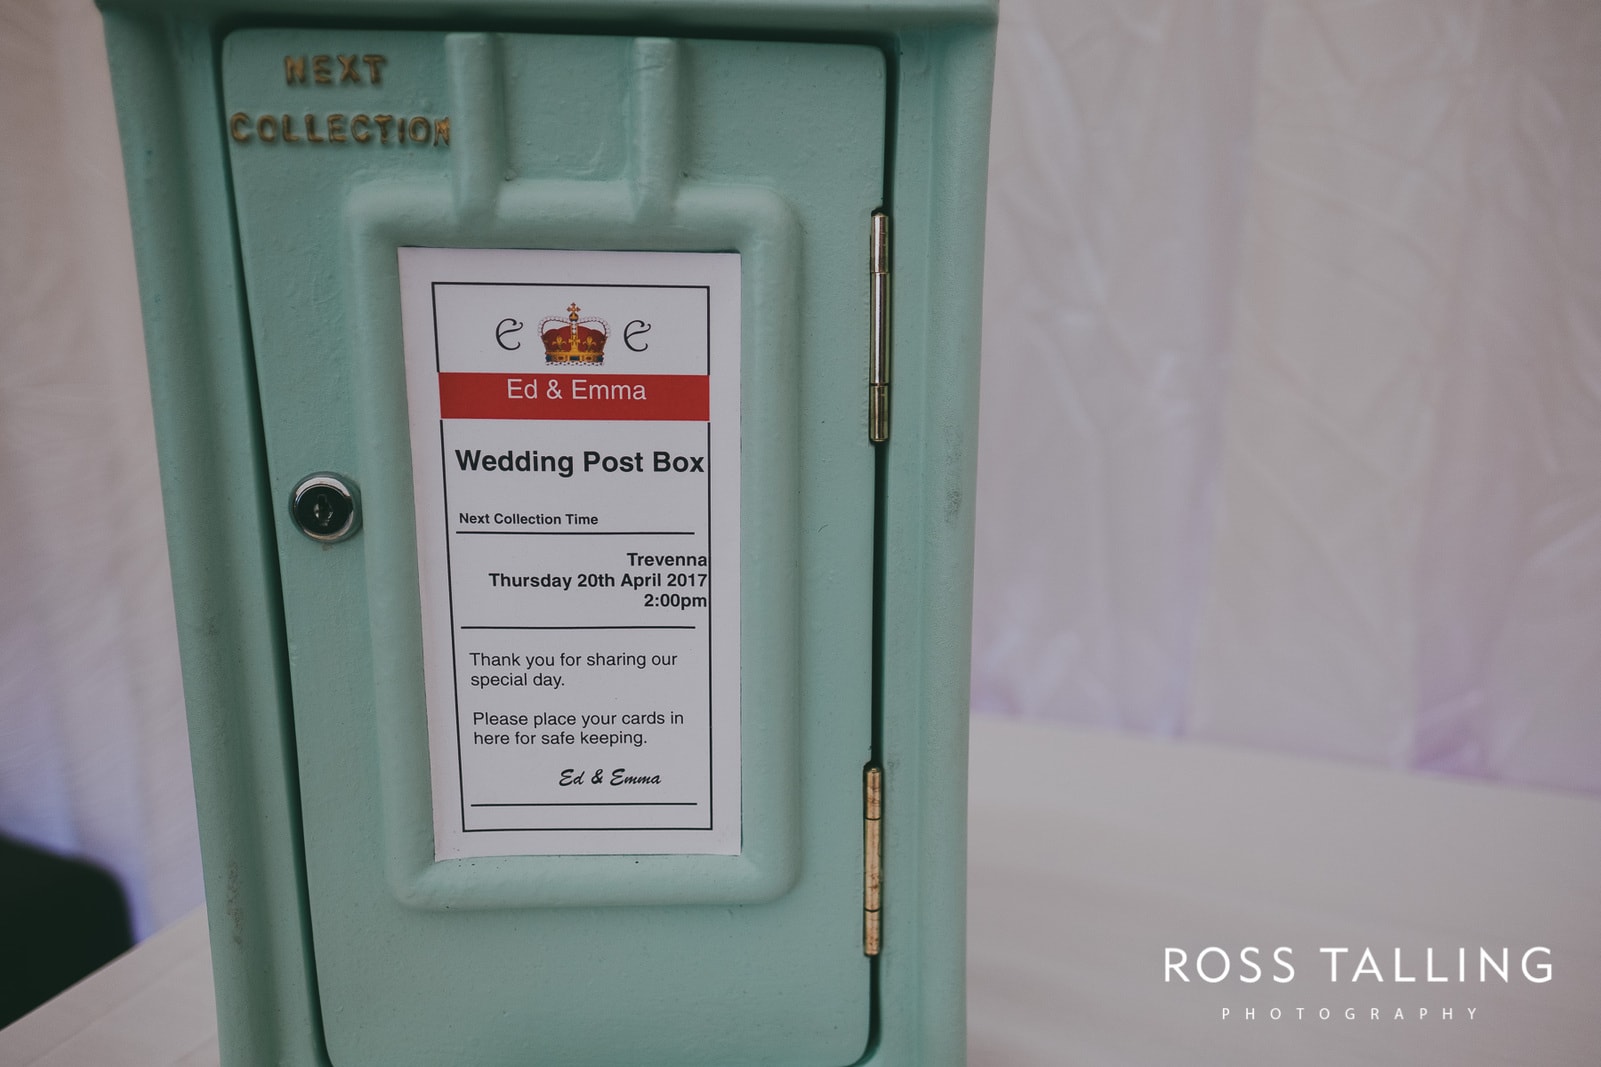 NEXT
COLLECTION
E E
Ed & Emma
Wedding Post Box
Next Collection Time
Trevenna
Thursday 20th April 2017
2:00pm
Thank you for sharing our
special day.
Please place your cards in
here for safe keeping.
Ed & Emma
ROSS TALLING
PHOTOGRAPHY